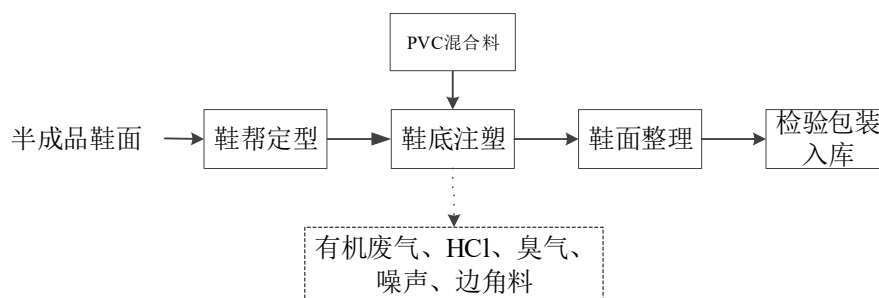 PVC混合料
半成品鞋面
鞋帮定型
鞋底注塑
鞋面整理
检验包装
入库
有机废气、HCl、臭气、
噪声、边角料